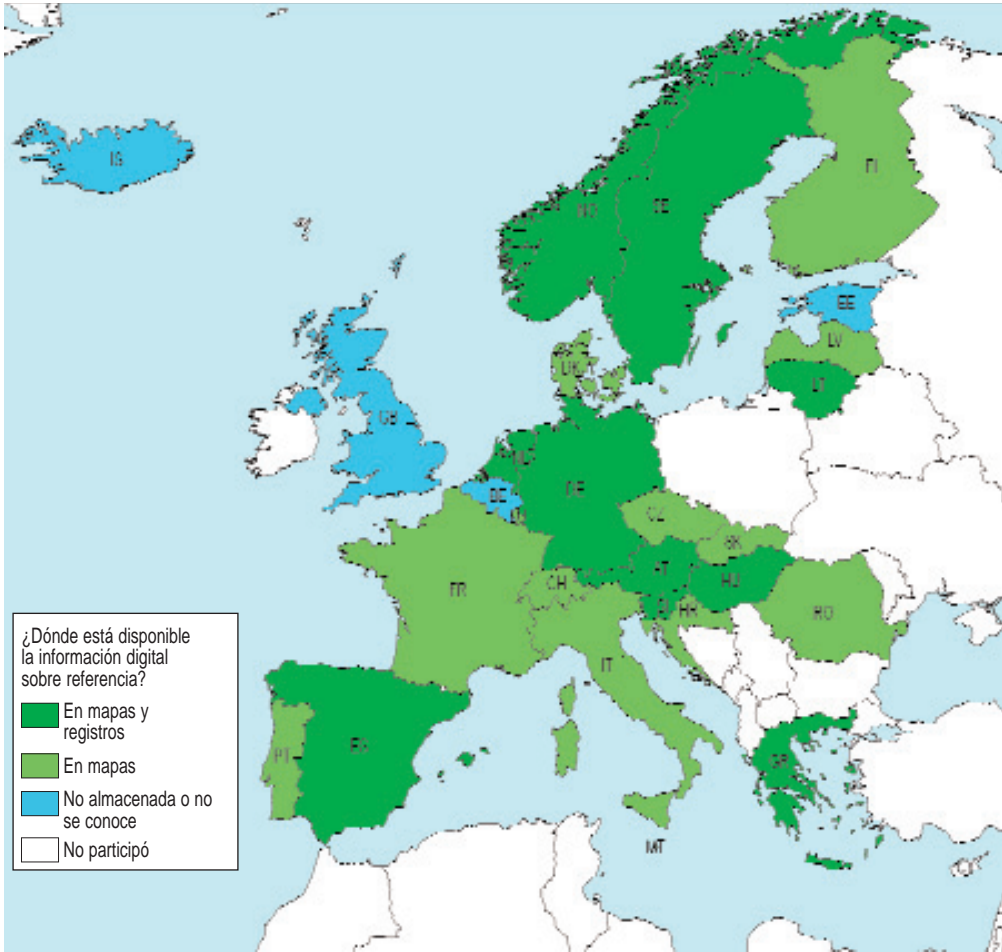 IS
NO
SE
FI
EE
LV
LT
DK
GB
NL
DE
BE
LU
CZ
SK
FR
CH
AT
HU
SI
HR
RO
IT
PT
ES
GR
MT
CY
¿Dónde está disponible
la información digital
sobre referencia?
En mapas y
registros
En mapas
No almacenada o no
se conoce
No participó